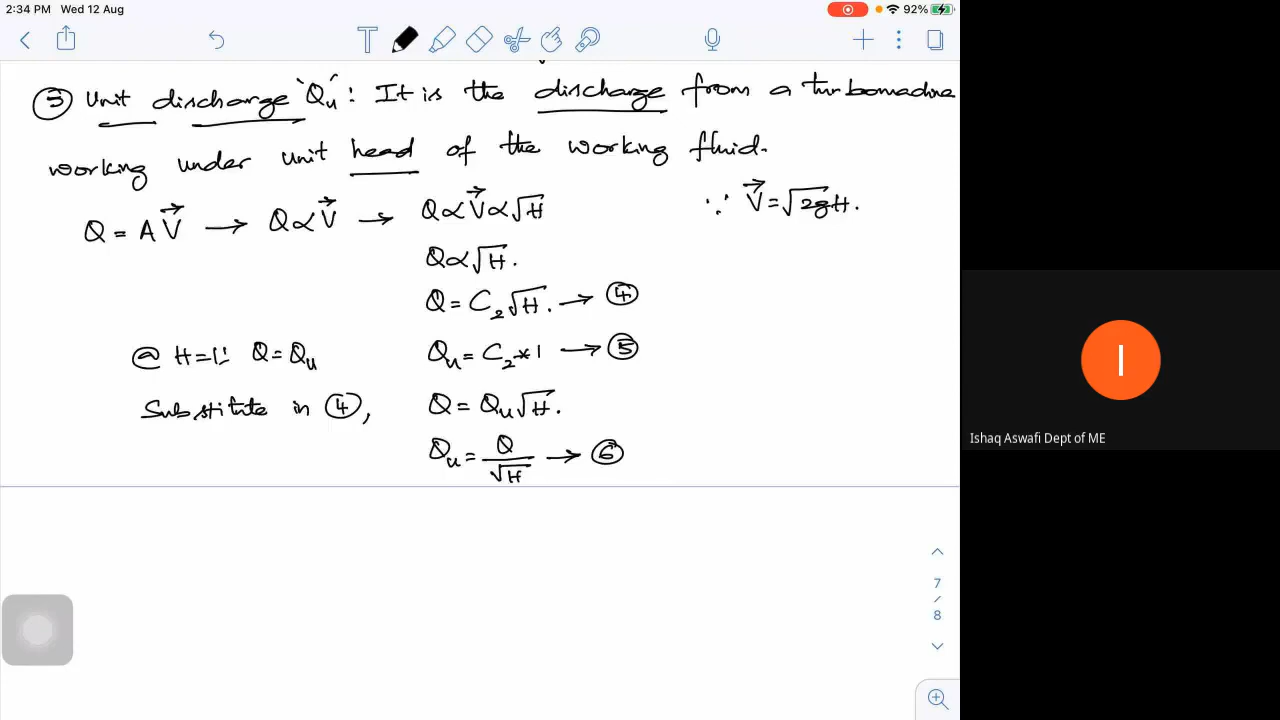 2:34 PM Wed 12 Aug
92%
③ Unit discharge 'Qu': It is the discharge from a turbomachine
working under unit head of the working fluid.
Q = A V⃗ → Q ∝ V⃗ → Q ∝ V⃗ ∝ √H ∵ V⃗ = √2gH.
Q ∝ √H.
Q = C₂√H. → ④
@ H=1; Q = Qu Qu = C₂*1 → ⑤
Substitute in ④, Q = Qu√H.
Qu = Q/√H → ⑥
7
/
8
I
Ishaq Aswafi Dept of ME